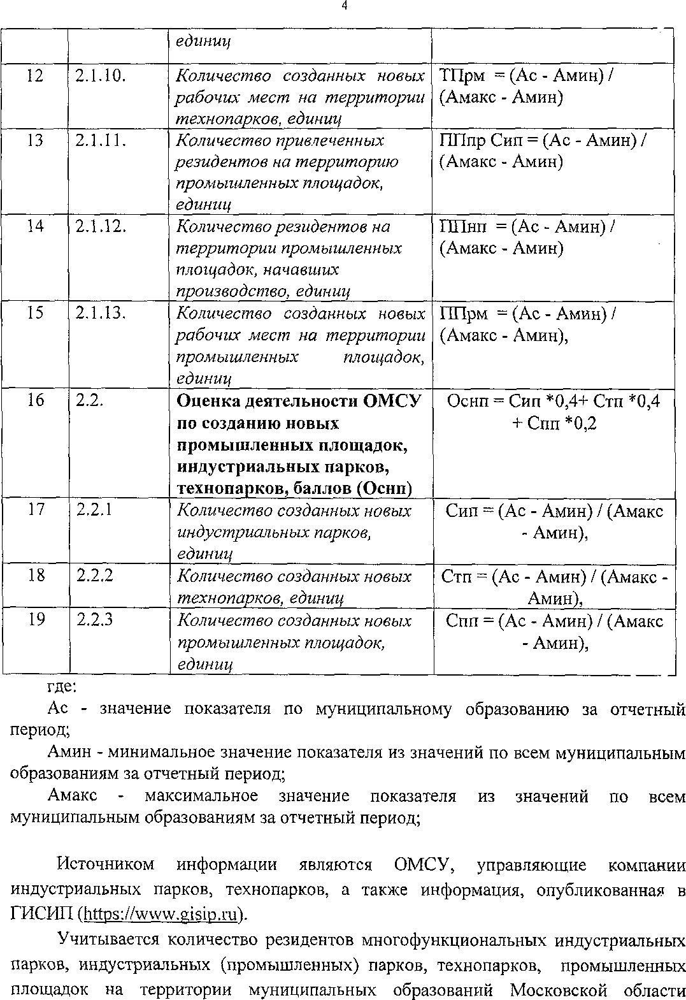 4
единиц
12 2.1.10. Количество созданных новых ТПрм = (Ас - Амин) /
рабочих мест на территории (Амакс - Амин)
технопарков, единиц
13 2.1.11. Количество привлеченных ППпр Сип = (Ас - Амин) /
резидентов на территорию (Амакс - Амин)
промышленных площадок,
единиц
14 2.1.12. Количество резидентов на ППнп = (Ас - Амин) /
территории промышленных (Амакс - Амин)
площадок, начавших
производство, единиц
15 2.1.13. Количество созданных новых ППрм = (Ас - Амин) /
рабочих мест на территории (Амакс - Амин),
промышленных площадок,
единиц
16 2.2. Оценка деятельности ОМСУ Оснп = Сип *0,4+ Стп *0,4
по созданию новых + Спп *0,2
промышленных площадок,
индустриальных парков,
технопарков, баллов (Оснп)
17 2.2.1 Количество созданных новых Сип = (Ас - Амин) / (Амакс
индустриальных парков, - Амин),
единиц
18 2.2.2 Количество созданных новых Стп = (Ас - Амин) / (Амакс -
технопарков, единиц Амин),
19 2.2.3 Количество созданных новых Спп = (Ас - Амин) / (Амакс
промышленных площадок, - Амин),
единиц
где:
Ас - значение показателя по муниципальному образованию за отчетный
период;
Амин - минимальное значение показателя из значений по всем муниципальным
образованиям за отчетный период;
Амакс - максимальное значение показателя из значений по всем
муниципальным образованиям за отчетный период;
Источником информации являются ОМСУ, управляющие компании
индустриальных парков, технопарков, а также информация, опубликованная в
ГИСИП (https://www.gisip.ru).
Учитывается количество резидентов многофункциональных индустриальных
парков, индустриальных (промышленных) парков, технопарков, промышленных
площадок на территории муниципальных образований Московской области